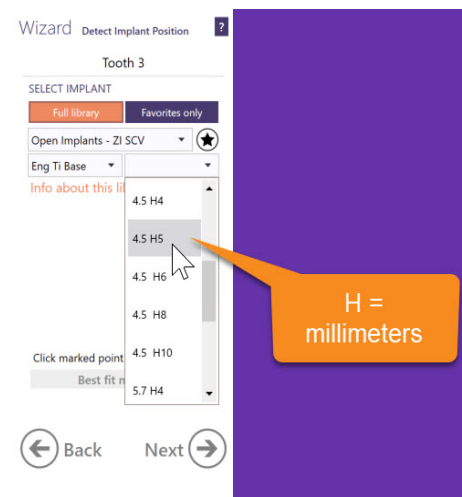 Wizard Detect Implant Position ?
Tooth 3
SELECT IMPLANT
Full library Favorites only
Open Implants - ZI SCV
Eng Ti Base
Info about this li
4.5 H4
4.5 H5
4.5 H6
4.5 H8
4.5 H10
5.7 H4
Click marked point
Best fit
Back Next
H =
millimeters